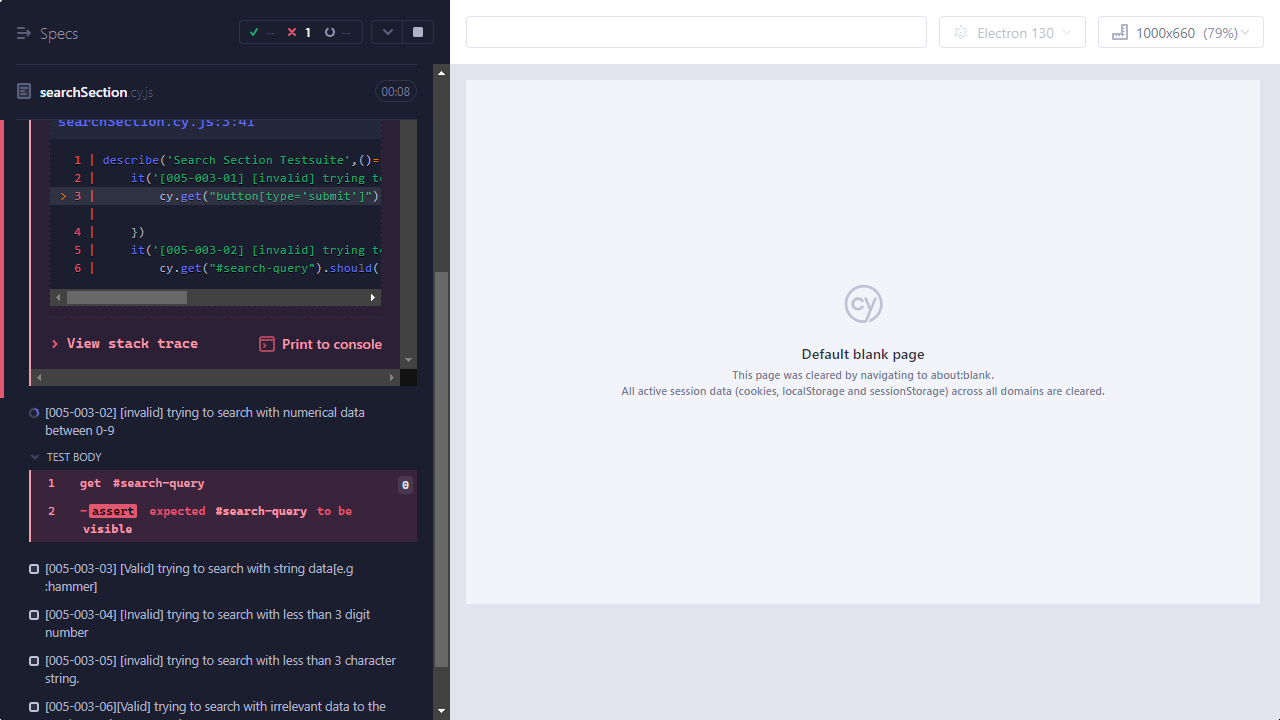 Specs
--
1
--
Electron 130
1000x660 (79%)
searchSection.cy.js
00:08
searchSection.cy.js:3:41
1 | describe('Search Section Testsuite',()=
2 |     it('[005-003-01] [invalid] trying to
> 3 |         cy.get("button[type='submit']")
|
4 |     })
5 |     it('[005-003-02] [invalid] trying to
6 |         cy.get("#search-query").should(
View stack trace
Print to console
[005-003-02] [invalid] trying to search with numerical data
between 0-9
TEST BODY
1 get #search-query 0
2 -assert expected #search-query to be
visible
[005-003-03] [Valid] trying to search with string data[e.g
:hammer]
[005-003-04] [Invalid] trying to search with less than 3 digit
number
[005-003-05] [invalid] trying to search with less than 3 character
string.
[005-003-06][Valid] trying to search with irrelevant data to the
cy
Default blank page
This page was cleared by navigating to about:blank.
All active session data (cookies, localStorage and sessionStorage) across all domains are cleared.